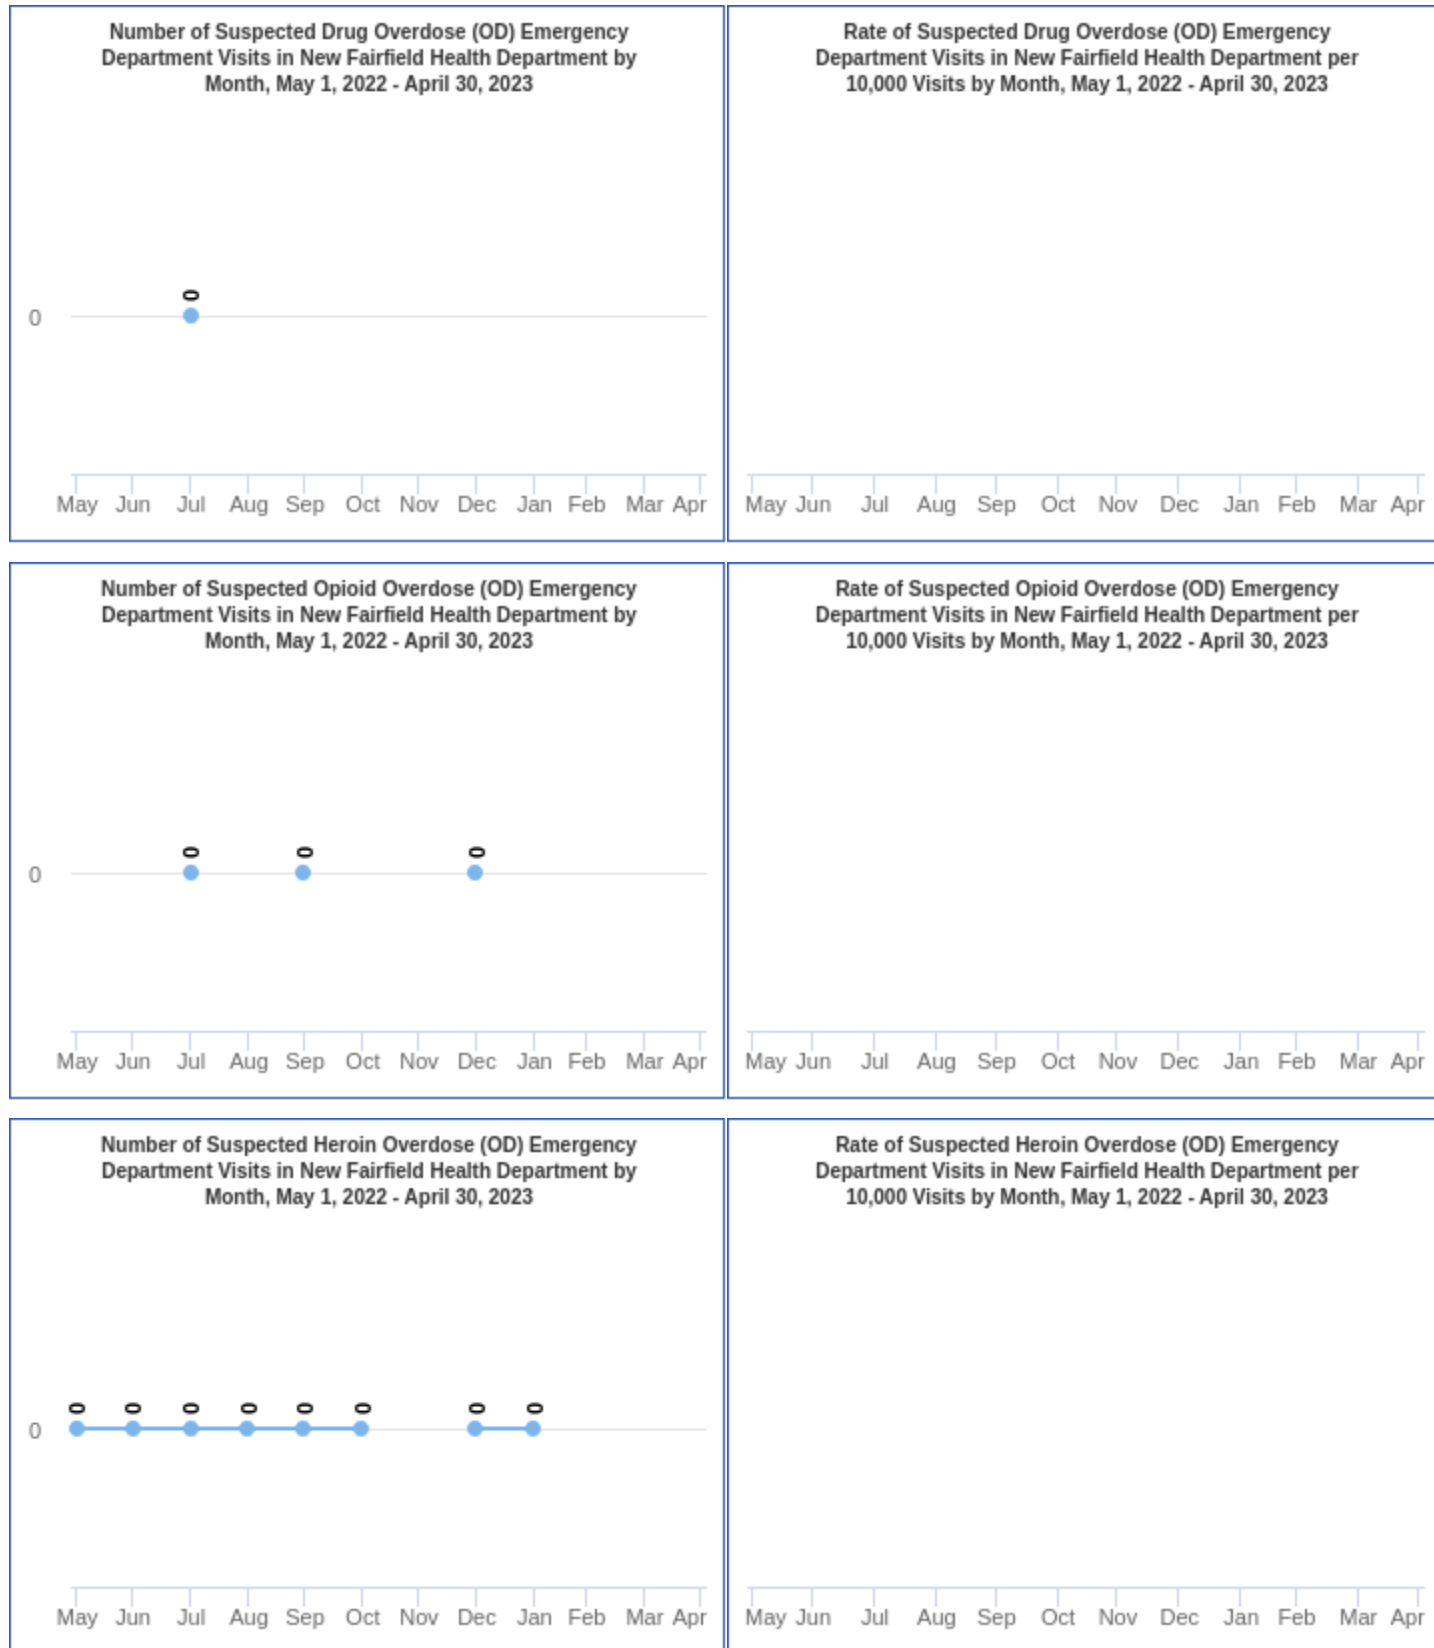 Number of Suspected Drug Overdose (OD) Emergency
Department Visits in New Fairfield Health Department by
Month, May 1, 2022 - April 30, 2023
0
0
May Jun Jul Aug Sep Oct Nov Dec Jan Feb Mar Apr
Rate of Suspected Drug Overdose (OD) Emergency
Department Visits in New Fairfield Health Department per
10,000 Visits by Month, May 1, 2022 - April 30, 2023
May Jun Jul Aug Sep Oct Nov Dec Jan Feb Mar Apr
Number of Suspected Opioid Overdose (OD) Emergency
Department Visits in New Fairfield Health Department by
Month, May 1, 2022 - April 30, 2023
0 0 0
0
May Jun Jul Aug Sep Oct Nov Dec Jan Feb Mar Apr
Rate of Suspected Opioid Overdose (OD) Emergency
Department Visits in New Fairfield Health Department per
10,000 Visits by Month, May 1, 2022 - April 30, 2023
May Jun Jul Aug Sep Oct Nov Dec Jan Feb Mar Apr
Number of Suspected Heroin Overdose (OD) Emergency
Department Visits in New Fairfield Health Department by
Month, May 1, 2022 - April 30, 2023
0 0 0 0 0 0 0 0
0
May Jun Jul Aug Sep Oct Nov Dec Jan Feb Mar Apr
Rate of Suspected Heroin Overdose (OD) Emergency
Department Visits in New Fairfield Health Department per
10,000 Visits by Month, May 1, 2022 - April 30, 2023
May Jun Jul Aug Sep Oct Nov Dec Jan Feb Mar Apr